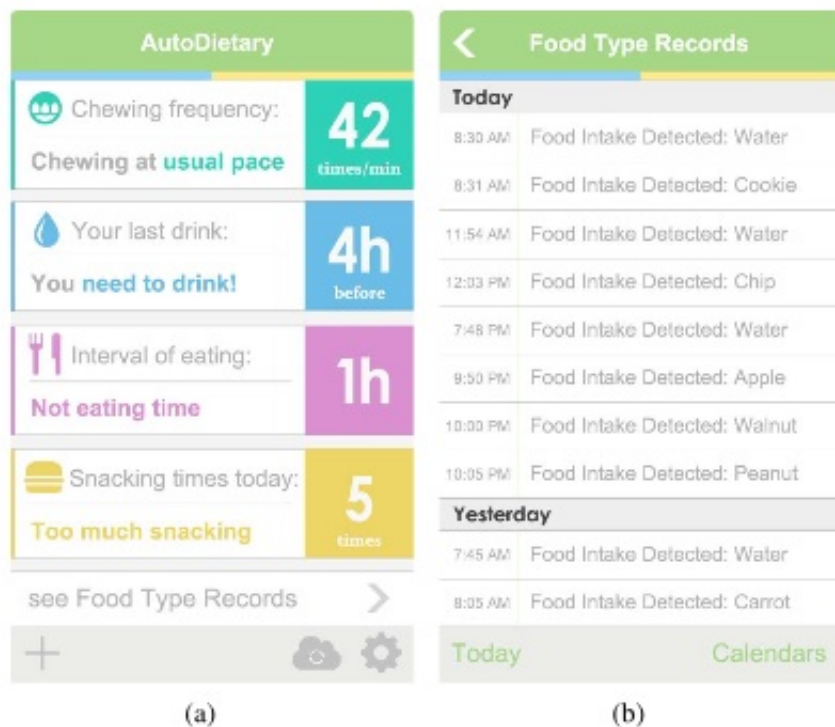 AutoDietary
Chewing frequency:
Chewing at usual pace
42
times/min
Your last drink:
You need to drink!
4h
before
Interval of eating:
Not eating time
1h
Snacking times today:
Too much snacking
5
times
see Food Type Records
(a)
Food Type Records
Today
8:30 AM Food Intake Detected: Water
8:31 AM Food Intake Detected: Cookie
11:54 AM Food Intake Detected: Water
12:03 PM Food Intake Detected: Chip
7:48 PM Food Intake Detected: Water
9:50 PM Food Intake Detected: Apple
10:00 PM Food Intake Detected: Walnut
10:05 PM Food Intake Detected: Peanut
Yesterday
7:45 AM Food Intake Detected: Water
8:05 AM Food Intake Detected: Carrot
Today Calendars
(b)